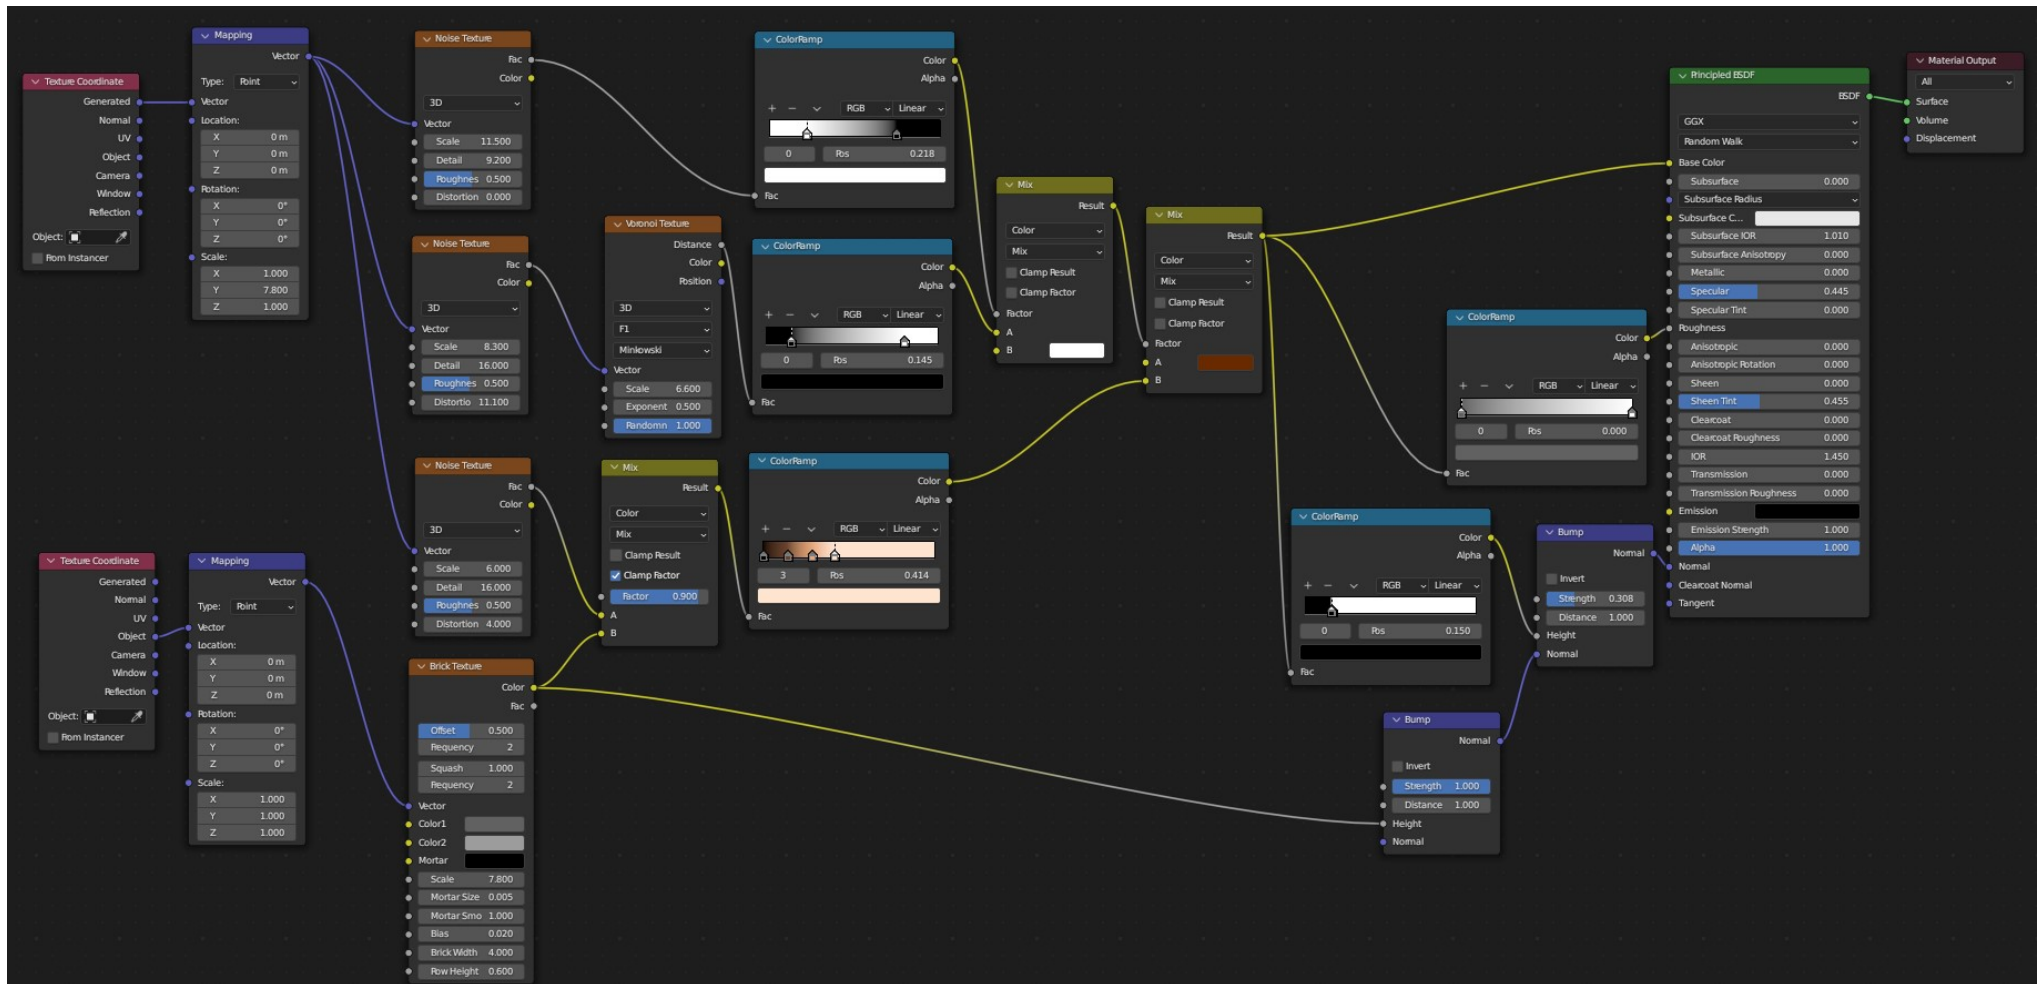 Texture Coordinate
Generated
Normal
UV
Object
Camera
Window
Reflection
Object:
From Instancer
Mapping
Vector
Type: Point
Vector
Location:
X 0 m
Y 0 m
Z 0 m
Rotation:
X 0°
Y 0°
Z 0°
Scale:
X 1.000
Y 7.800
Z 1.000
Noise Texture
Fac
Color
3D
Vector
Scale 11.500
Detail 9.200
Roughnes 0.500
Distortion 0.000
Noise Texture
Fac
Color
3D
Vector
Scale 8.300
Detail 16.000
Roughnes 0.500
Distortio 11.100
Voronoi Texture
Distance
Color
Position
3D
F1
Minkowski
Vector
Scale 6.600
Exponent 0.500
Randomn 1.000
ColorRamp
Color
Alpha
+ − RGB Linear
0 Pos 0.218
Fac
ColorRamp
Color
Alpha
+ − RGB Linear
0 Pos 0.145
Fac
Noise Texture
Fac
Color
3D
Vector
Scale 6.000
Detail 16.000
Roughnes 0.500
Distortion 4.000
Mix
Result
Color
Mix
Clamp Result
Clamp Factor
Factor 0.900
A
B
ColorRamp
Color
Alpha
+ − RGB Linear
3 Pos 0.414
Fac
Texture Coordinate
Generated
Normal
UV
Object
Camera
Window
Reflection
Object:
From Instancer
Mapping
Vector
Type: Point
Vector
Location:
X 0 m
Y 0 m
Z 0 m
Rotation:
X 0°
Y 0°
Z 0°
Scale:
X 1.000
Y 1.000
Z 1.000
Brick Texture
Color
Fac
Offset 0.500
Frequency 2
Squash 1.000
Frequency 2
Vector
Color1
Color2
Mortar
Scale 7.800
Mortar Size 0.005
Mortar Smo 1.000
Bias 0.020
Brick Width 4.000
Row Height 0.600
Mix
Result
Color
Mix
Clamp Result
Clamp Factor
Factor
A
B
Mix
Result
Color
Mix
Clamp Result
Clamp Factor
Factor
A
B
ColorRamp
Color
Alpha
+ − RGB Linear
0 Pos 0.000
Fac
ColorRamp
Color
Alpha
+ − RGB Linear
0 Pos 0.150
Fac
Bump
Normal
Invert
Strength 0.308
Distance 1.000
Height
Normal
Bump
Normal
Invert
Strength 1.000
Distance 1.000
Height
Normal
Principled BSDF
BSDF
GGX
Random Walk
Base Color
Subsurface 0.000
Subsurface Radius
Subsurface C...
Subsurface IOR 1.010
Subsurface Anisotropy 0.000
Metallic 0.000
Specular 0.445
Specular Tint 0.000
Roughness
Anisotropic 0.000
Anisotropic Rotation 0.000
Sheen 0.000
Sheen Tint 0.455
Clearcoat 0.000
Clearcoat Roughness 0.000
IOR 1.450
Transmission 0.000
Transmission Roughness 0.000
Emission
Emission Strength 1.000
Alpha 1.000
Normal
Clearcoat Normal
Tangent
Material Output
All
Surface
Volume
Displacement